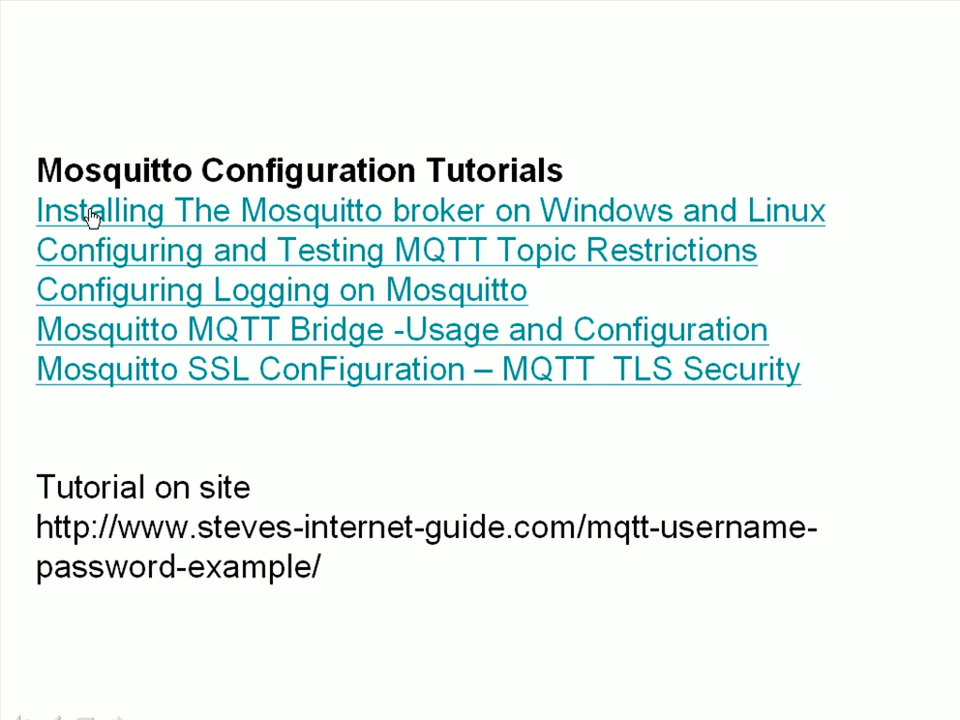 Mosquitto Configuration Tutorials
Installing The Mosquitto broker on Windows and Linux
Configuring and Testing MQTT Topic Restrictions
Configuring Logging on Mosquitto
Mosquitto MQTT Bridge -Usage and Configuration
Mosquitto SSL ConFiguration – MQTT  TLS Security
Tutorial on site
http://www.steves-internet-guide.com/mqtt-username-
password-example/